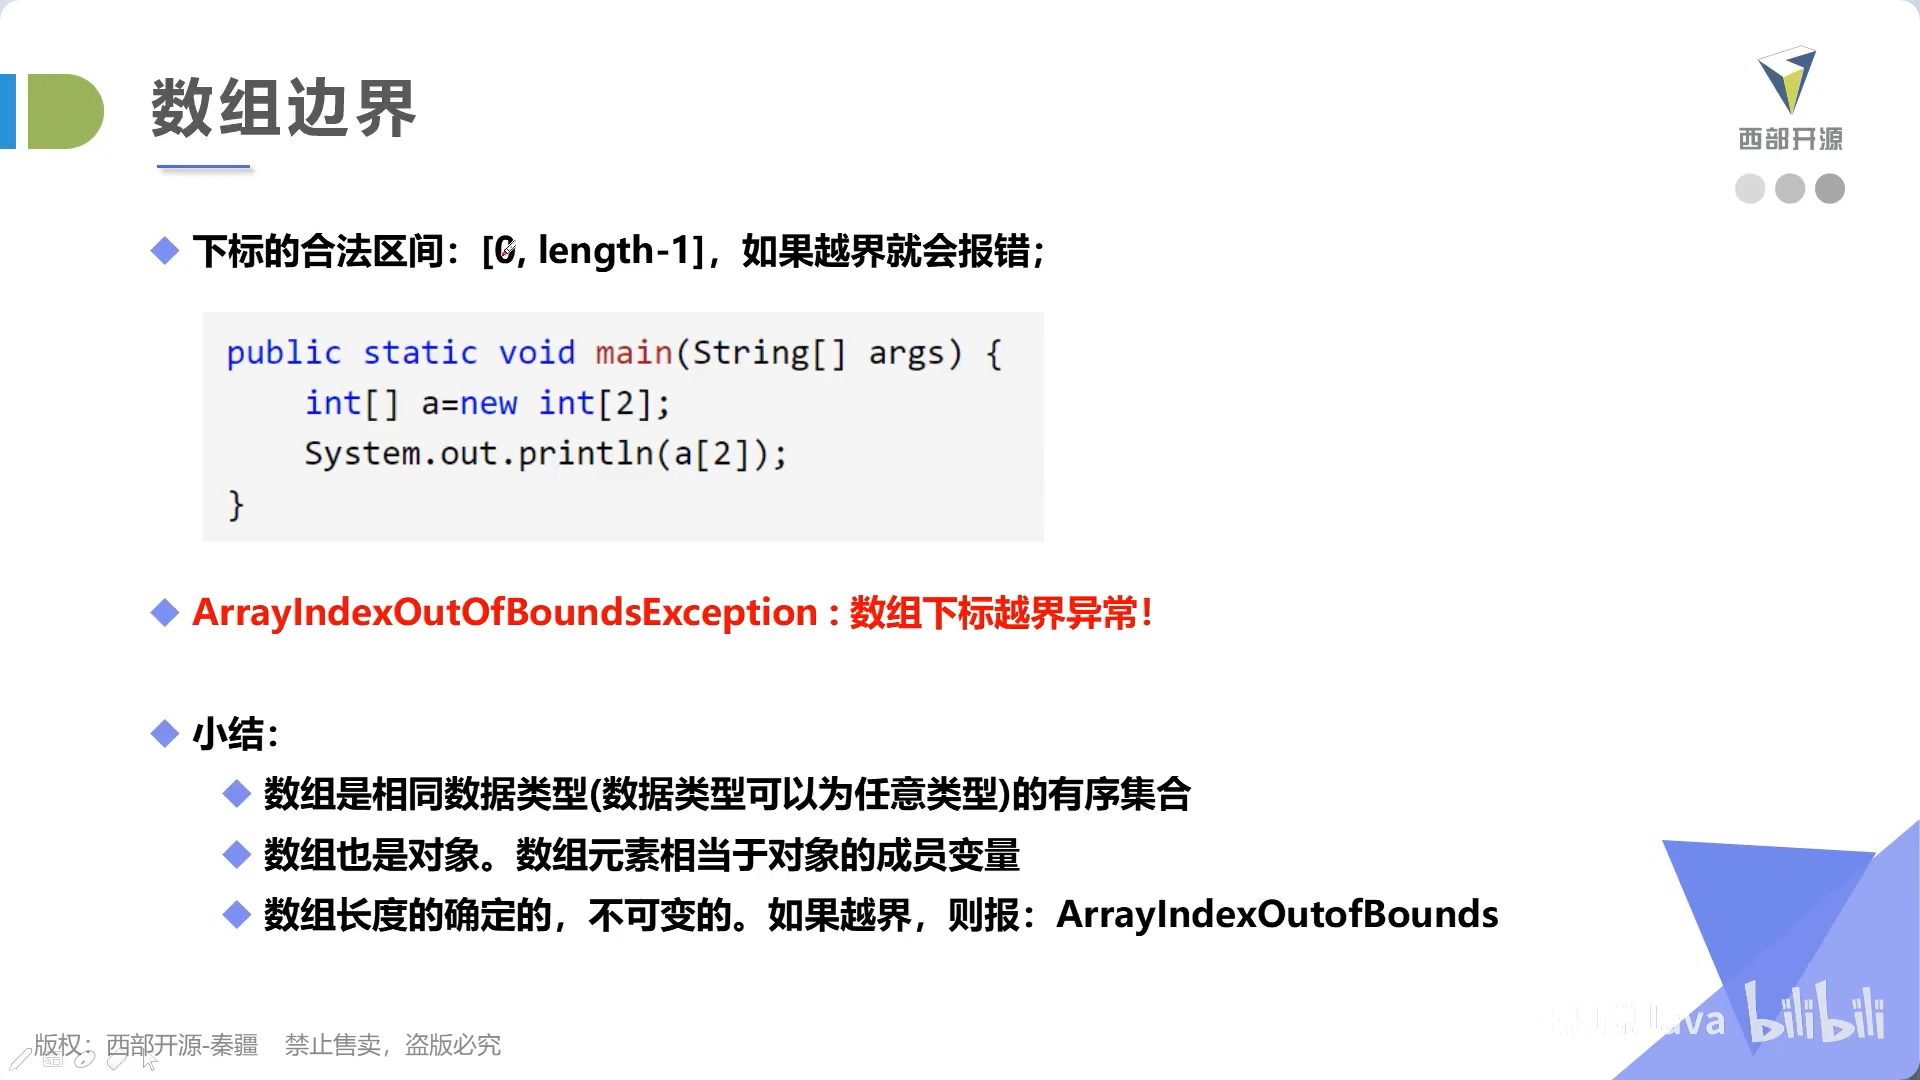 数组边界
西部开源
下标的合法区间：[0, length-1]，如果越界就会报错；
public static void main(String[] args) {
    int[] a=new int[2];
    System.out.println(a[2]);
}
ArrayIndexOutOfBoundsException : 数组下标越界异常！
小结：
数组是相同数据类型(数据类型可以为任意类型)的有序集合
数组也是对象。数组元素相当于对象的成员变量
数组长度的确定的，不可变的。如果越界，则报：ArrayIndexOutofBounds
版权：西部开源-秦疆 禁止售卖，盗版必究
Java bilibili